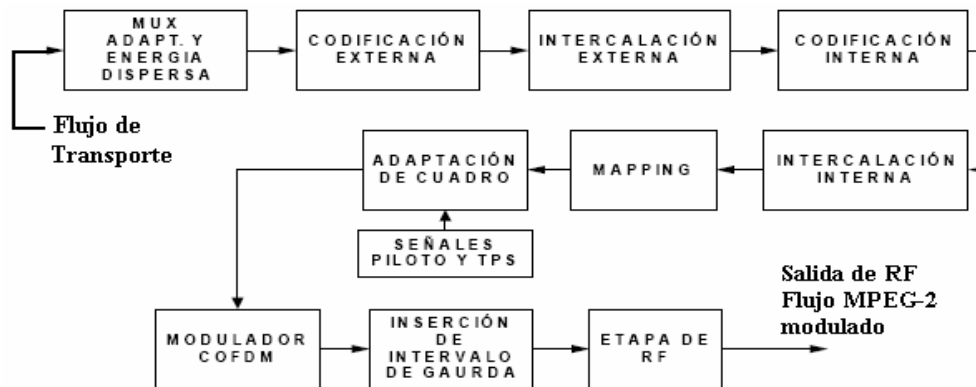 MUX
ADAPT. Y
ENERGIA
DISPERSA
CODIFICACIÓN
EXTERNA
INTERCALACIÓN
EXTERNA
CODIFICACIÓN
INTERNA
Flujo de
Transporte
ADAPTACIÓN
DE CUADRO
MAPPING
INTERCALACIÓN
INTERNA
SEÑALES
PILOTO Y TPS
Salida de RF
Flujo MPEG-2
modulado
MODULADOR
COFDM
INSERCIÓN
DE
INTERVALO
DE GAURDA
ETAPA DE
RF